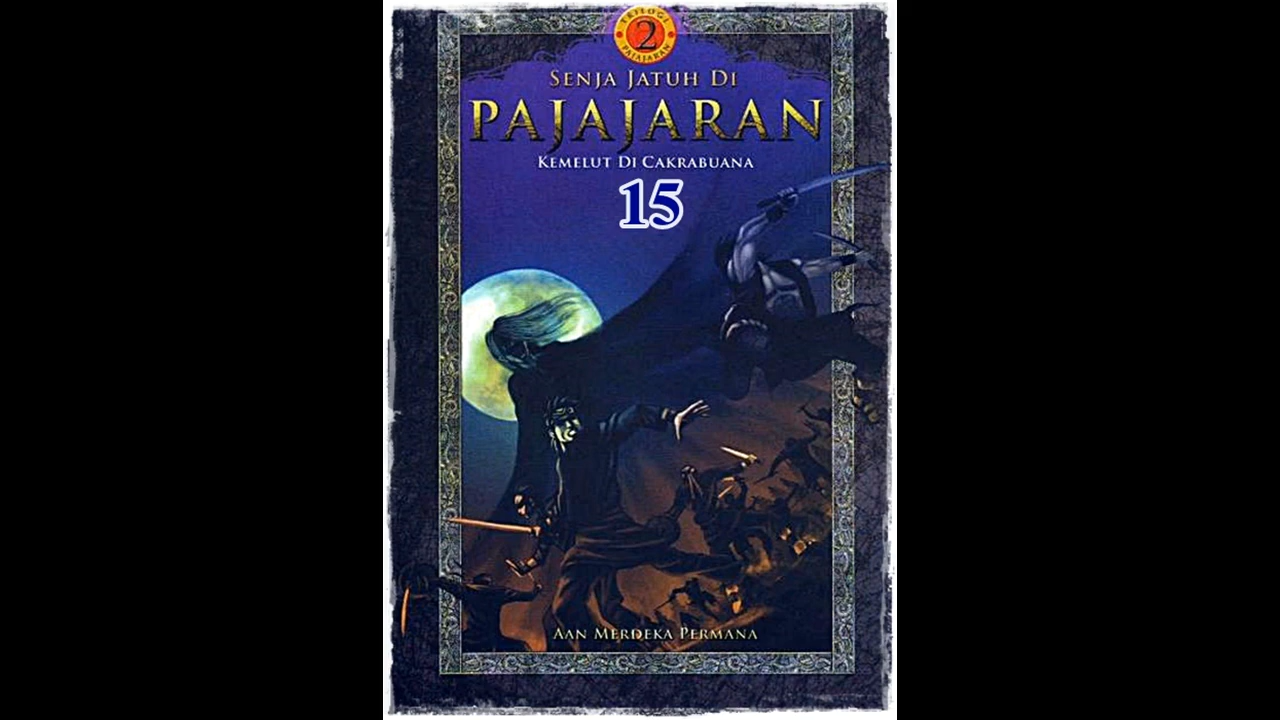 TRILOGI
2
PAJAJARAN
SENJA JATUH DI
PAJAJARAN
KEMELUT DI CAKRABUANA
15
AAN MERDEKA PERMANA